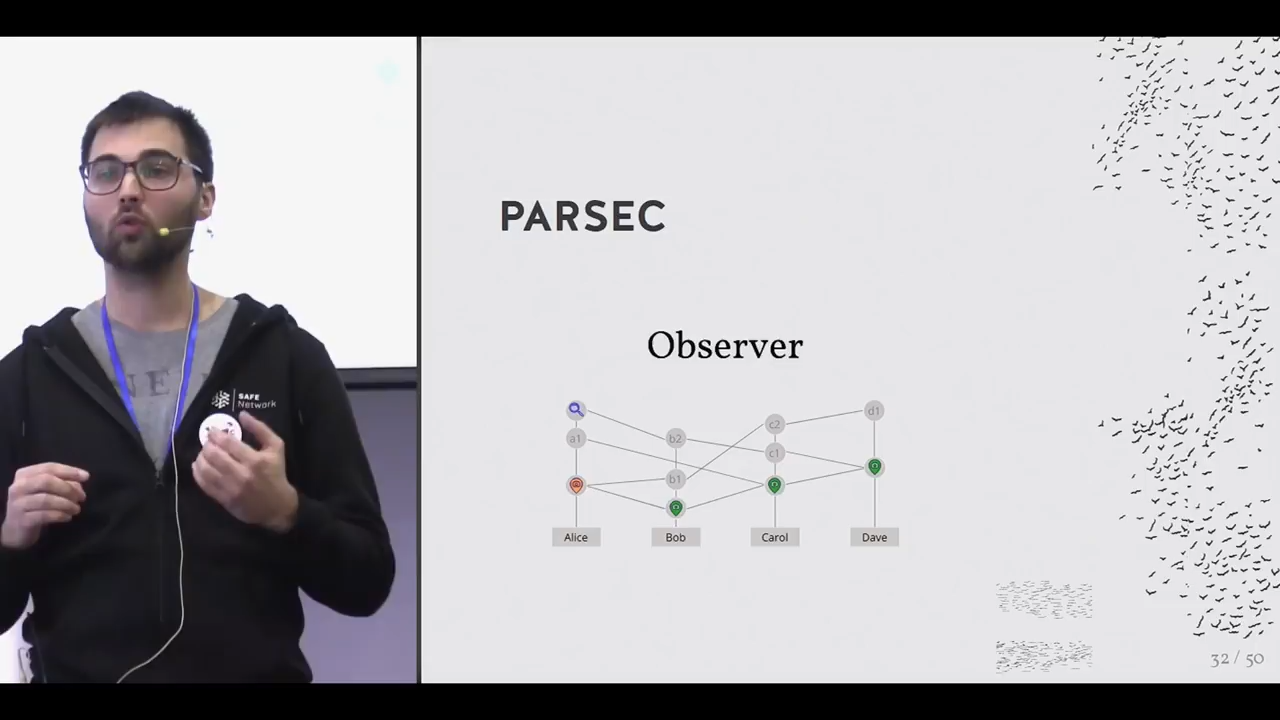 PARSEC
Observer
d1
c2
a1
b2
c1
b1
Alice
Bob
Carol
Dave
SAFE
Network
32 / 50